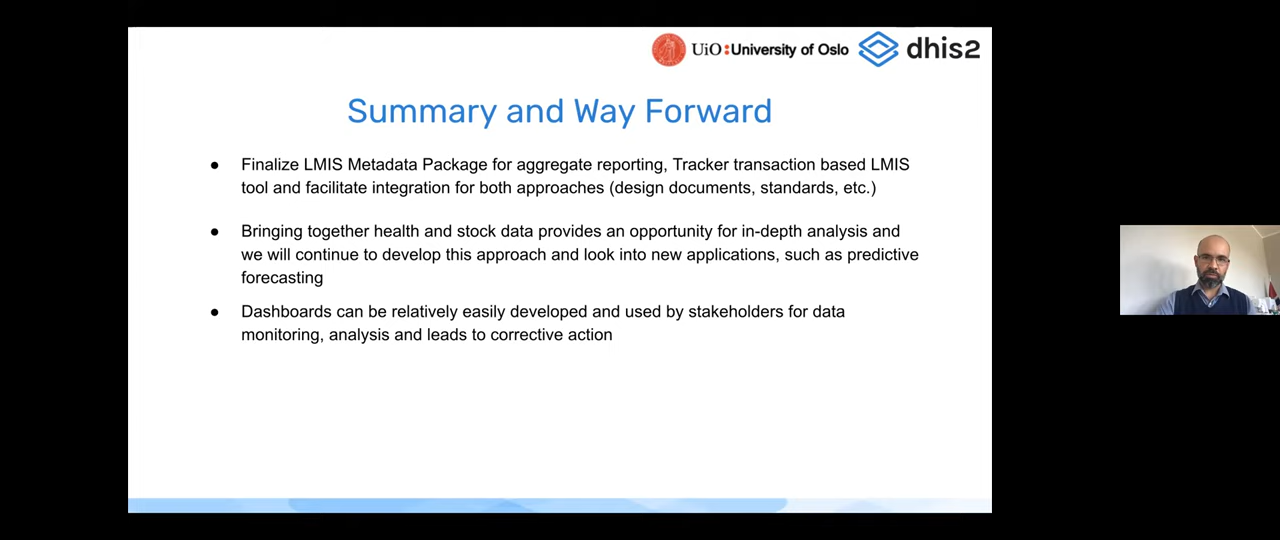 UiO:University of Oslo dhis2
Summary and Way Forward
● Finalize LMIS Metadata Package for aggregate reporting, Tracker transaction based LMIS
tool and facilitate integration for both approaches (design documents, standards, etc.)
● Bringing together health and stock data provides an opportunity for in-depth analysis and
we will continue to develop this approach and look into new applications, such as predictive
forecasting
● Dashboards can be relatively easily developed and used by stakeholders for data
monitoring, analysis and leads to corrective action